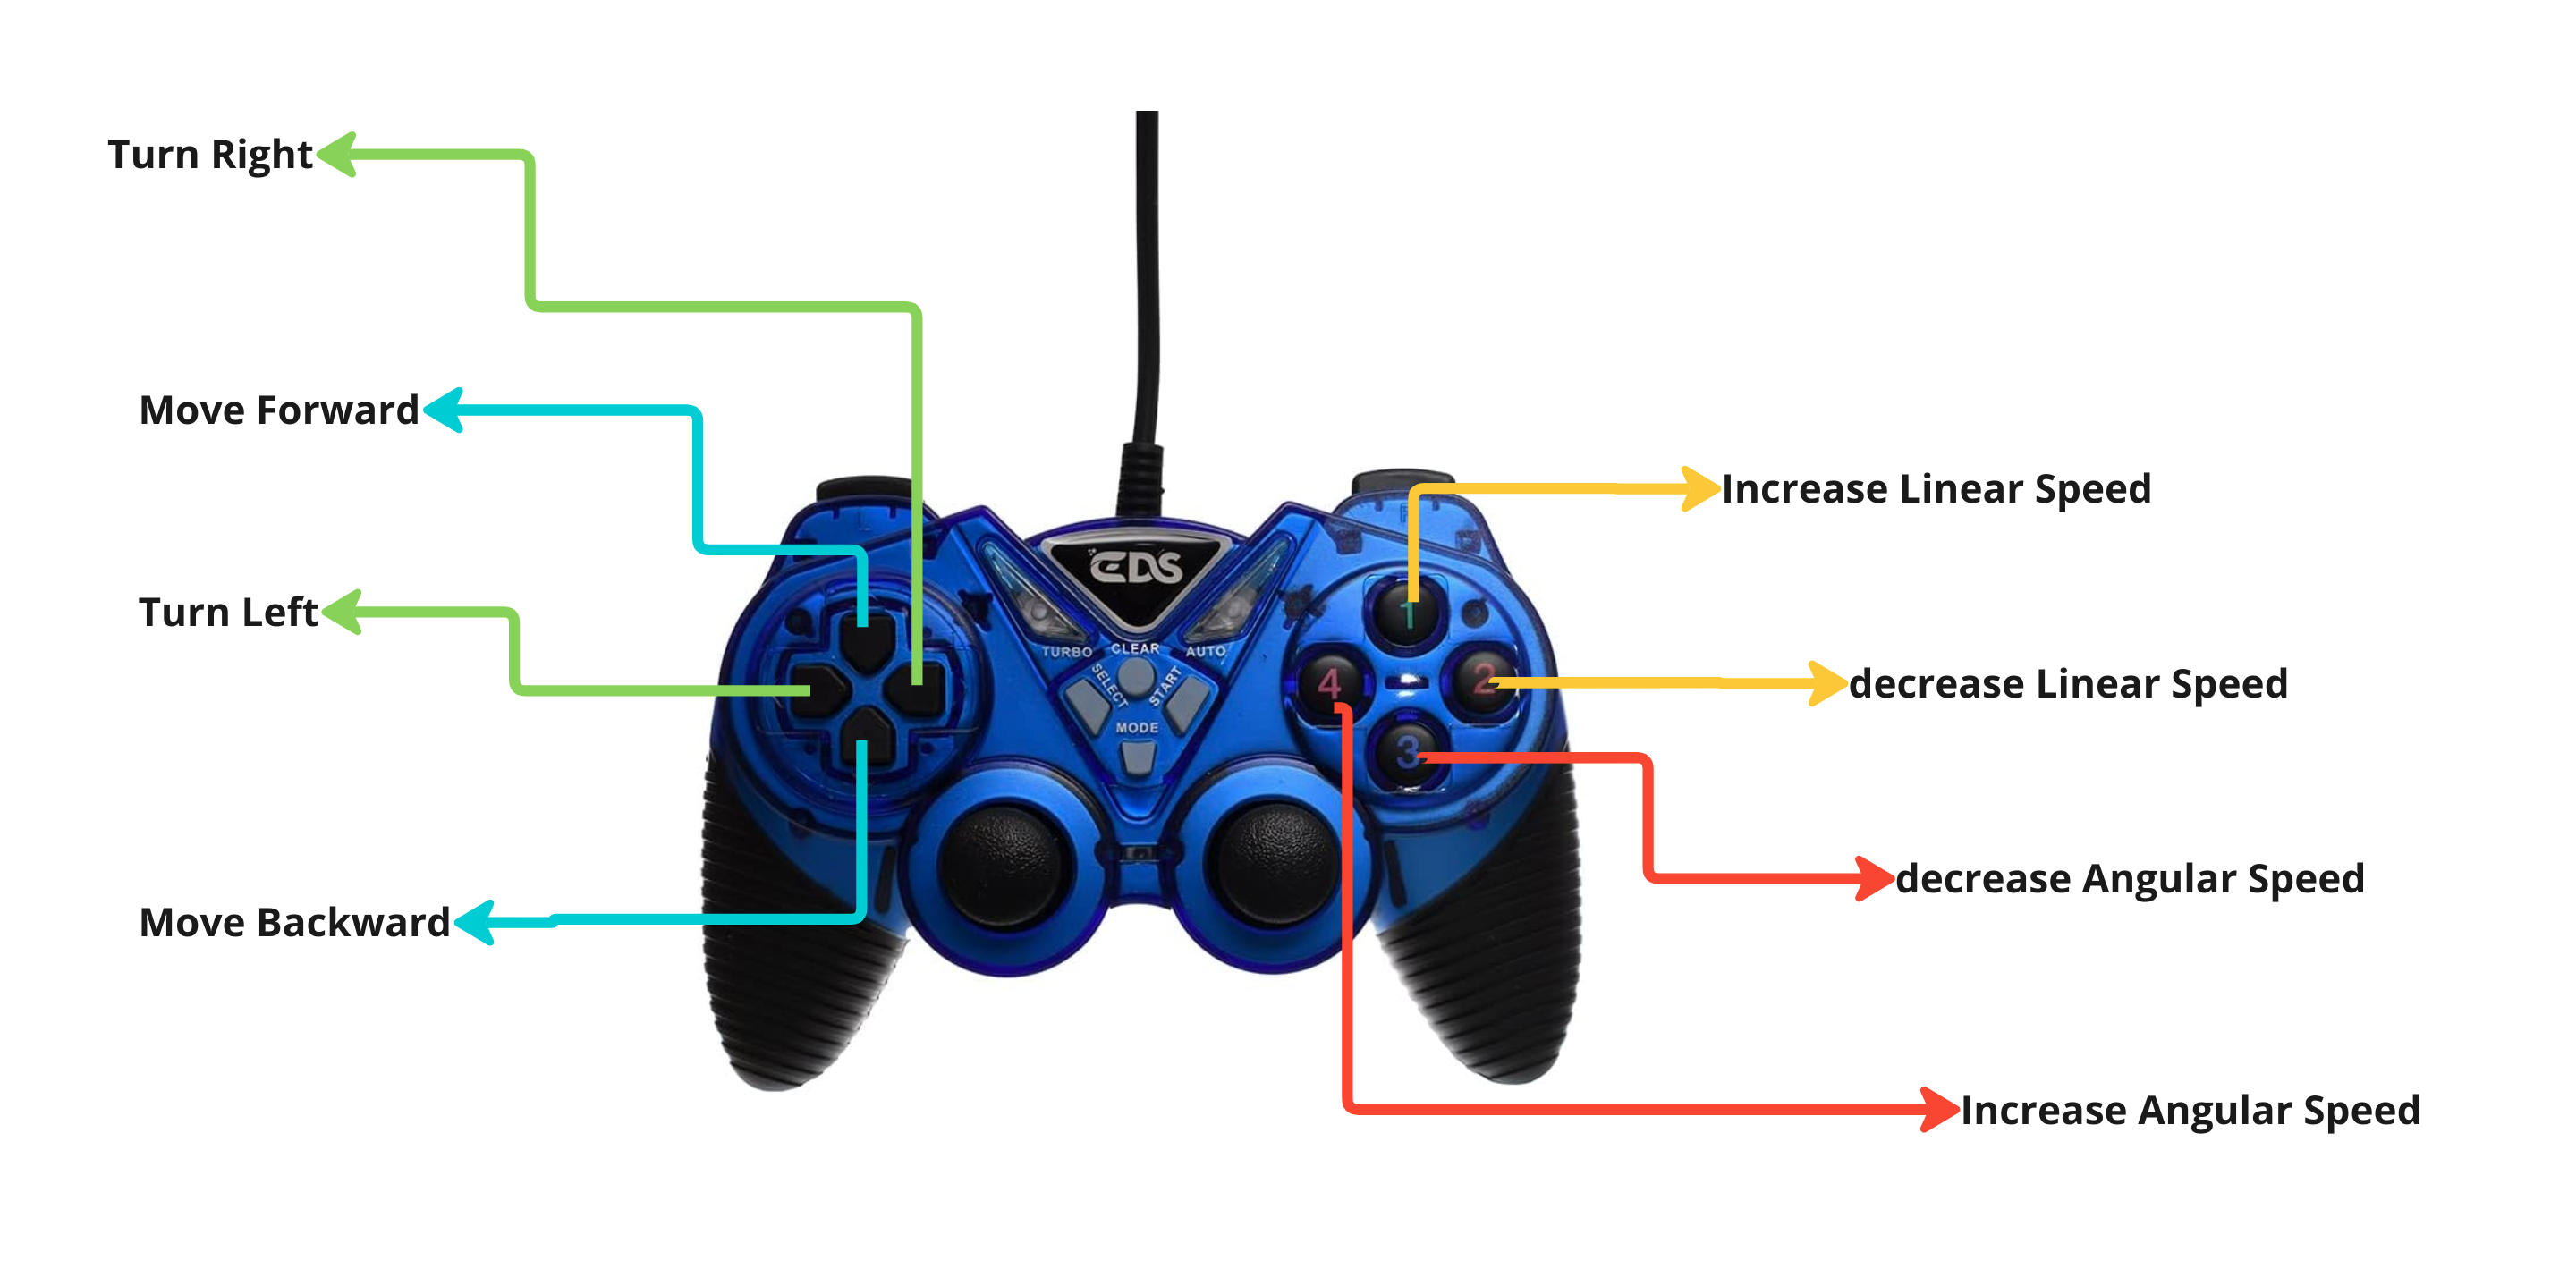 Turn Right
Move Forward
Turn Left
Move Backward
EDS
TURBO
CLEAR
AUTO
SELECT
START
MODE
1
4
2
3
Increase Linear Speed
decrease Linear Speed
decrease Angular Speed
Increase Angular Speed